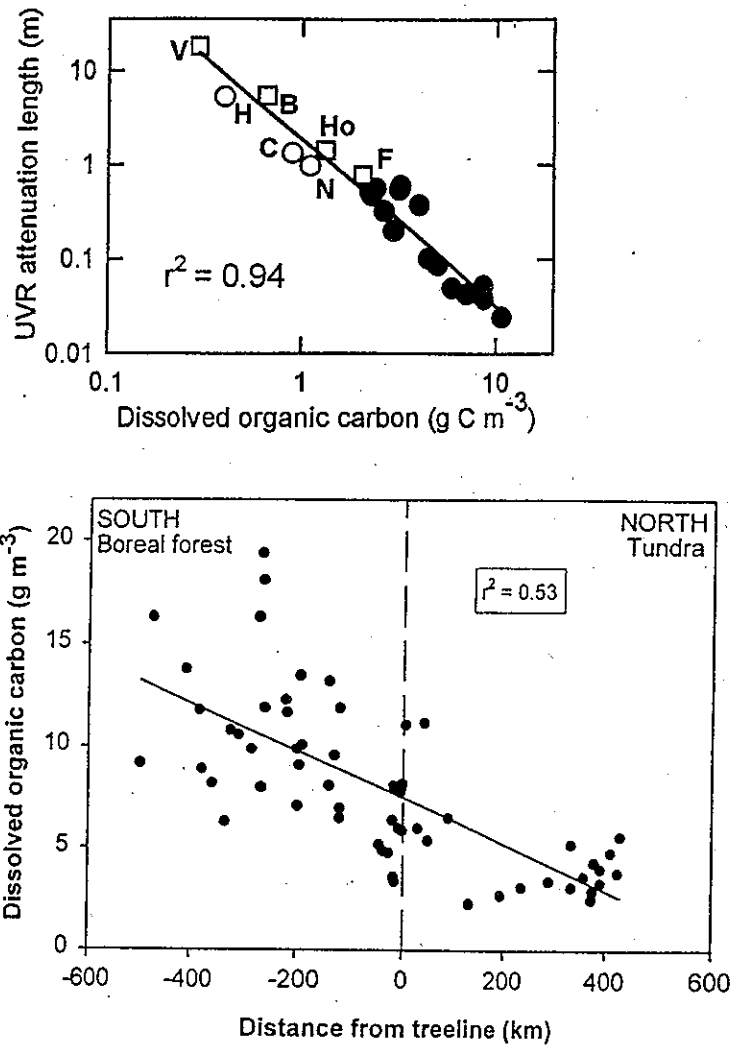 UVR attenuation length (m)
10
1
0.1
0.01
V
H
B
Ho
C
N
F
r² = 0.94
0.1
1
10
Dissolved organic carbon (g C m⁻³)
Dissolved organic carbon (g m⁻³)
20
15
10
5
0
SOUTH
Boreal forest
NORTH
Tundra
r² = 0.53
-600
-400
-200
0
200
400
600
Distance from treeline (km)